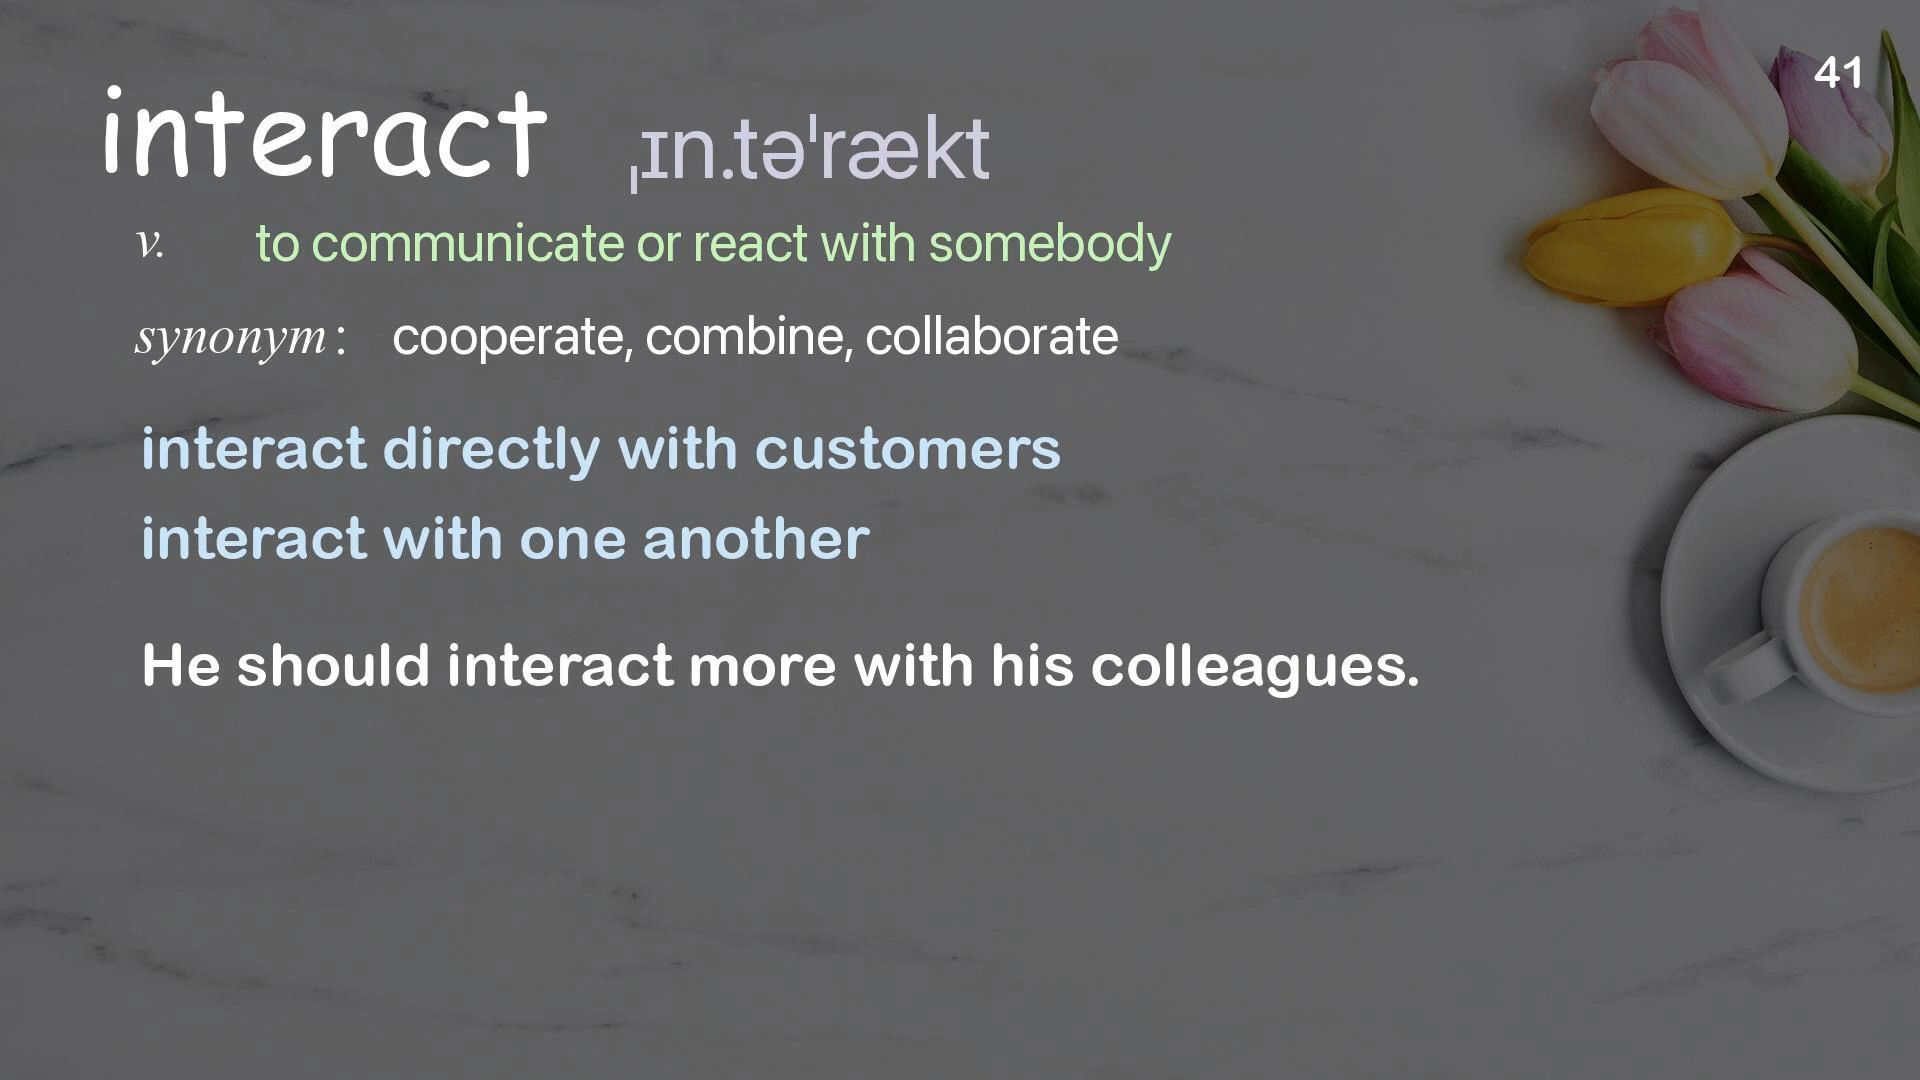 41
interact ˌɪn.təˈrækt
v. to communicate or react with somebody
synonym : cooperate, combine, collaborate
interact directly with customers
interact with one another
He should interact more with his colleagues.